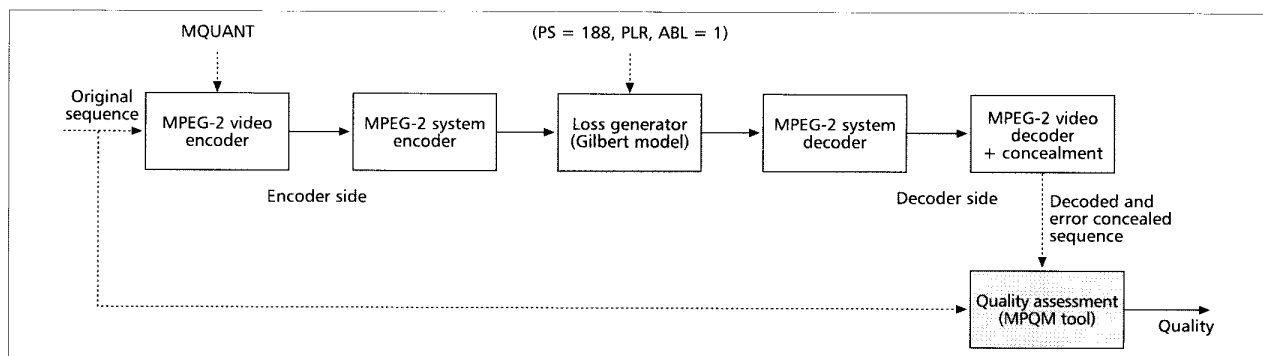 MQUANT
(PS = 188, PLR, ABL = 1)
Original
sequence
MPEG-2 video
encoder
MPEG-2 system
encoder
Loss generator
(Gilbert model)
MPEG-2 system
decoder
MPEG-2 video
decoder
+ concealment
Encoder side
Decoder side
Decoded and
error concealed
sequence
Quality assessment
(MPQM tool)
Quality